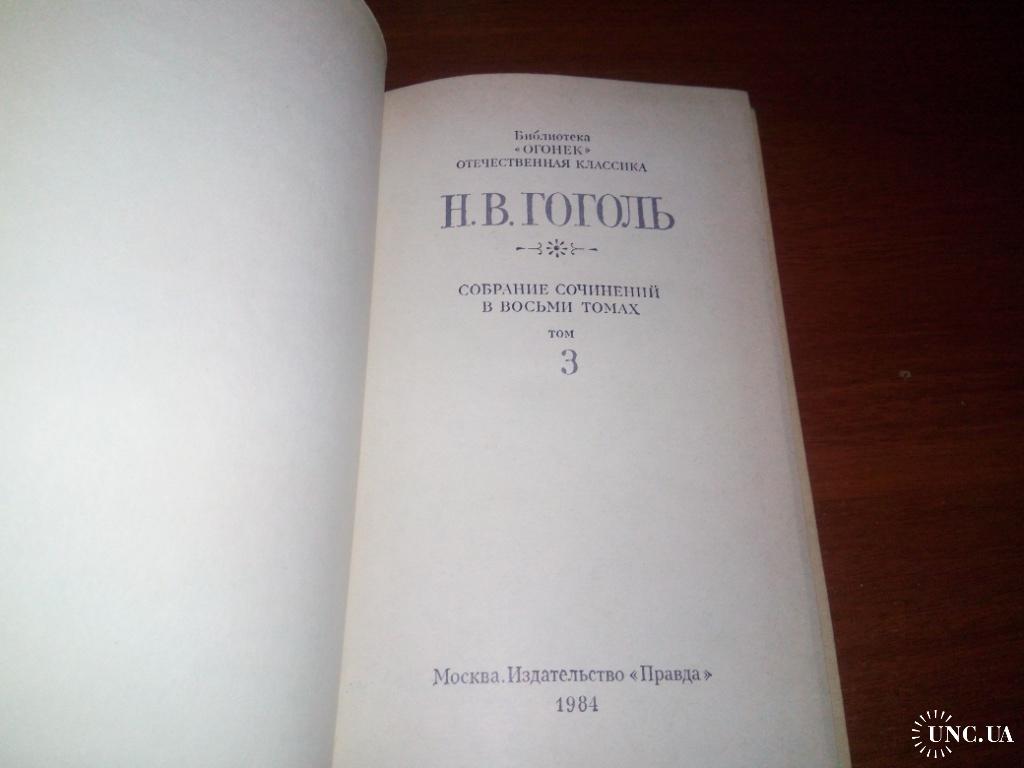 Библиотека
«ОГОНЕК»
ОТЕЧЕСТВЕННАЯ КЛАССИКА
Н. В. ГОГОЛЬ
СОБРАНИЕ СОЧИНЕНИЙ
В ВОСЬМИ ТОМАХ
ТОМ
3
Москва. Издательство «Правда»
1984
UNC.UA